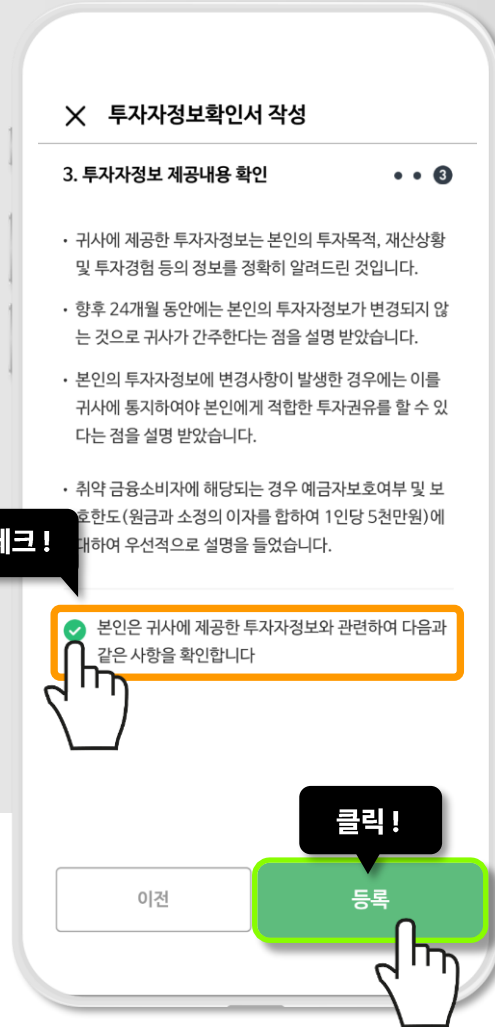 투자자정보확인서 작성
3. 투자자정보 제공내용 확인
3
• 귀사에 제공한 투자자정보는 본인의 투자목적, 재산상황
및 투자경험 등의 정보를 정확히 알려드린 것입니다.
• 향후 24개월 동안에는 본인의 투자자정보가 변경되지 않
는 것으로 귀사가 간주한다는 점을 설명 받았습니다.
• 본인의 투자자정보에 변경사항이 발생한 경우에는 이를
귀사에 통지하여야 본인에게 적합한 투자권유를 할 수 있
다는 점을 설명 받았습니다.
• 취약 금융소비자에 해당되는 경우 예금자보호여부 및 보
호한도(원금과 소정의 이자를 합하여 1인당 5천만원)에
대하여 우선적으로 설명을 들었습니다.
체크!
본인은 귀사에 제공한 투자자정보와 관련하여 다음과
같은 사항을 확인합니다
클릭!
이전
등록